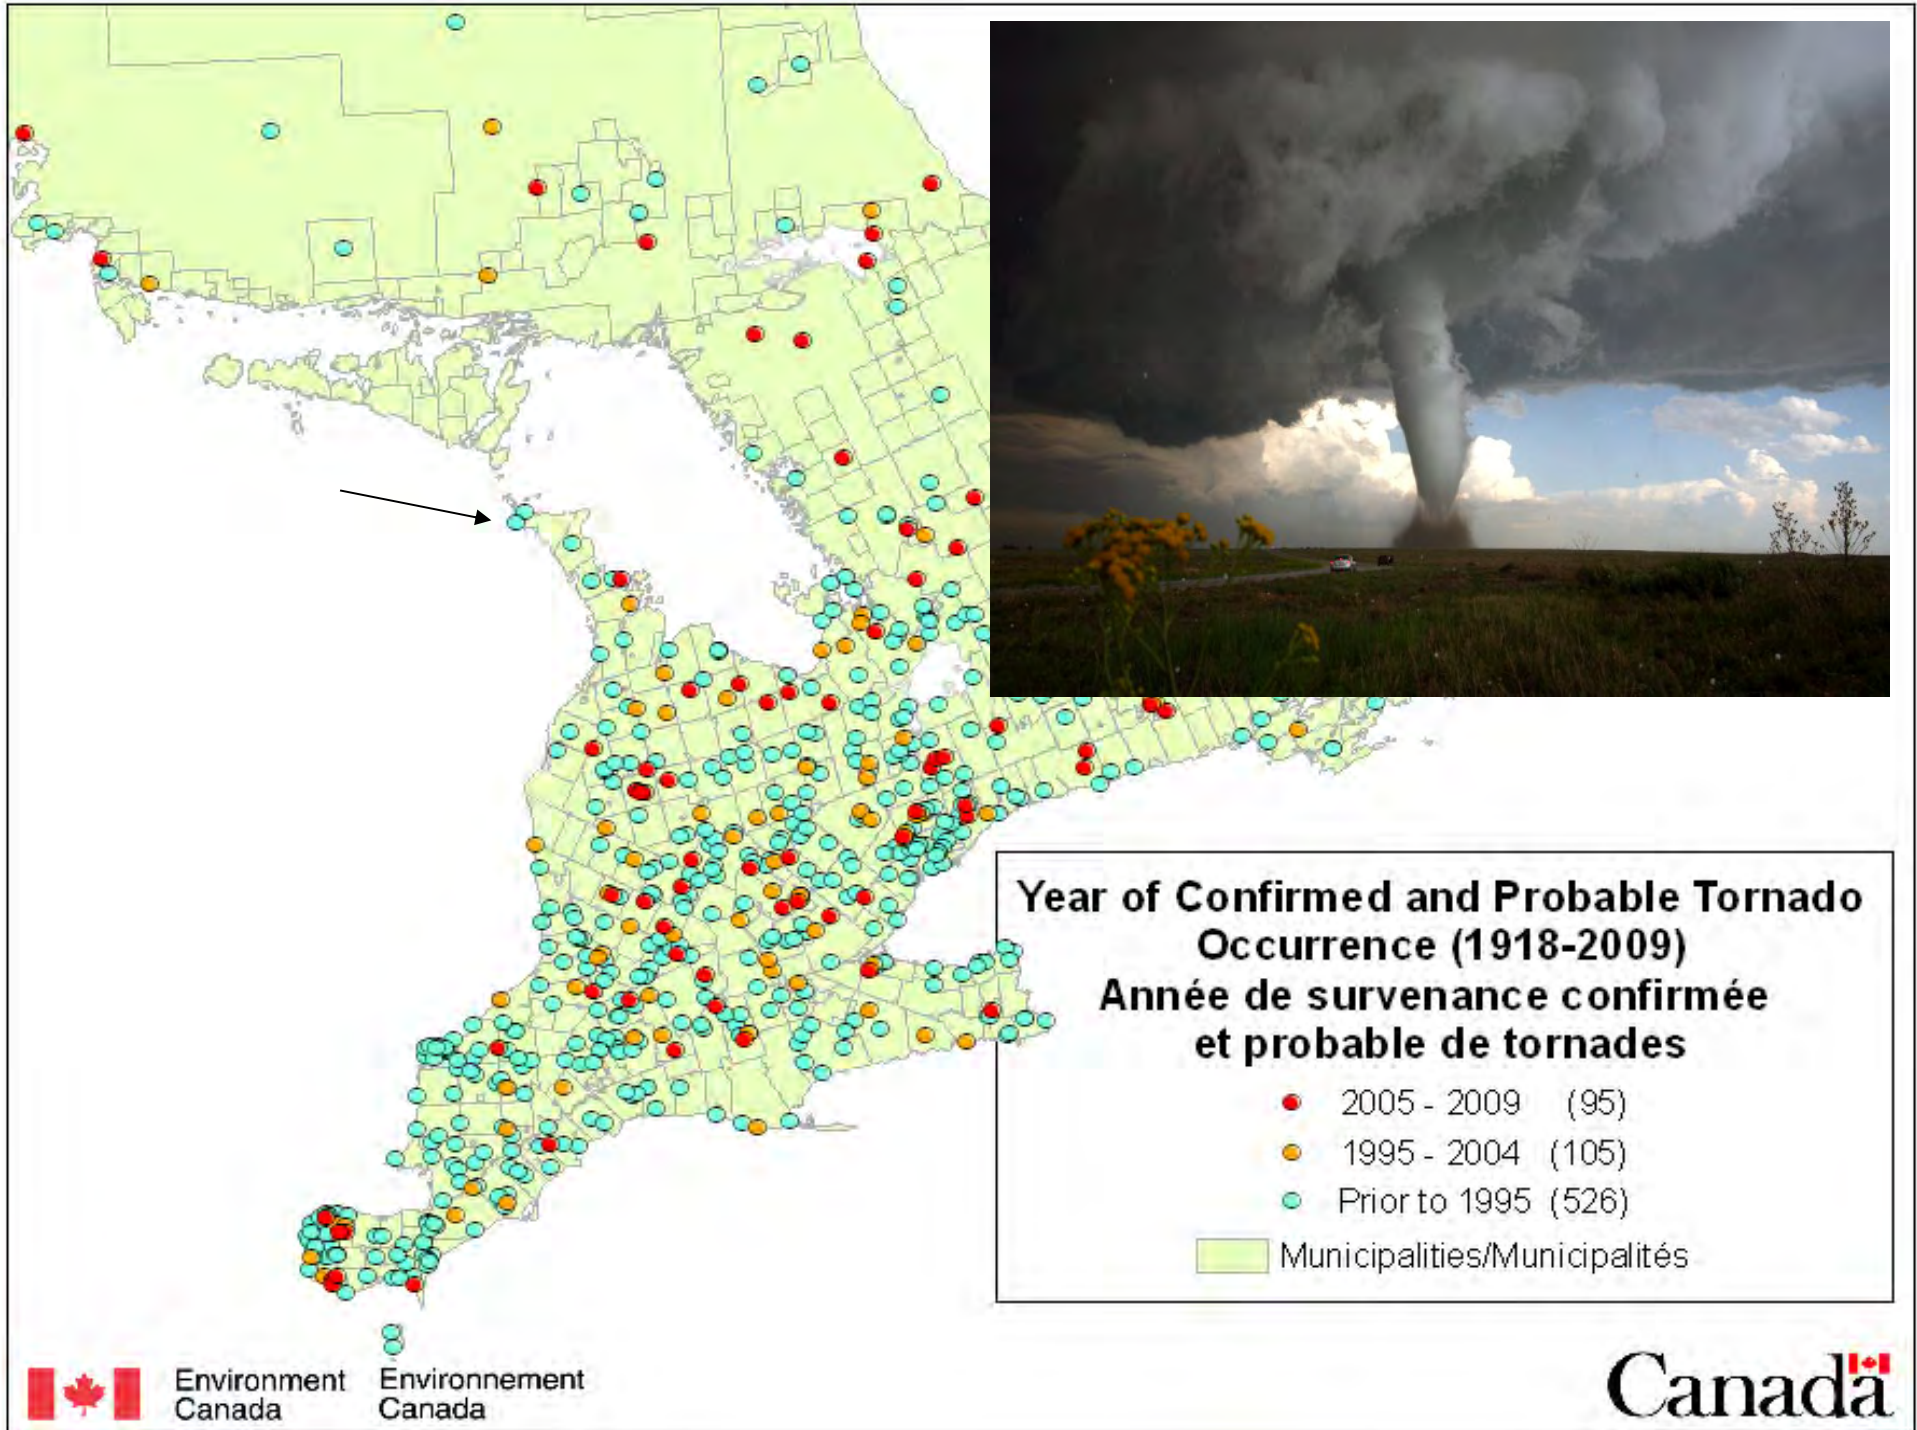 Year of Confirmed and Probable Tornado
Occurrence (1918-2009)
Année de survenance confirmée
et probable de tornades
2005 - 2009 (95)
1995 - 2004 (105)
Prior to 1995 (526)
Municipalities/Municipalités
Environment
Canada
Environnement
Canada
Canada